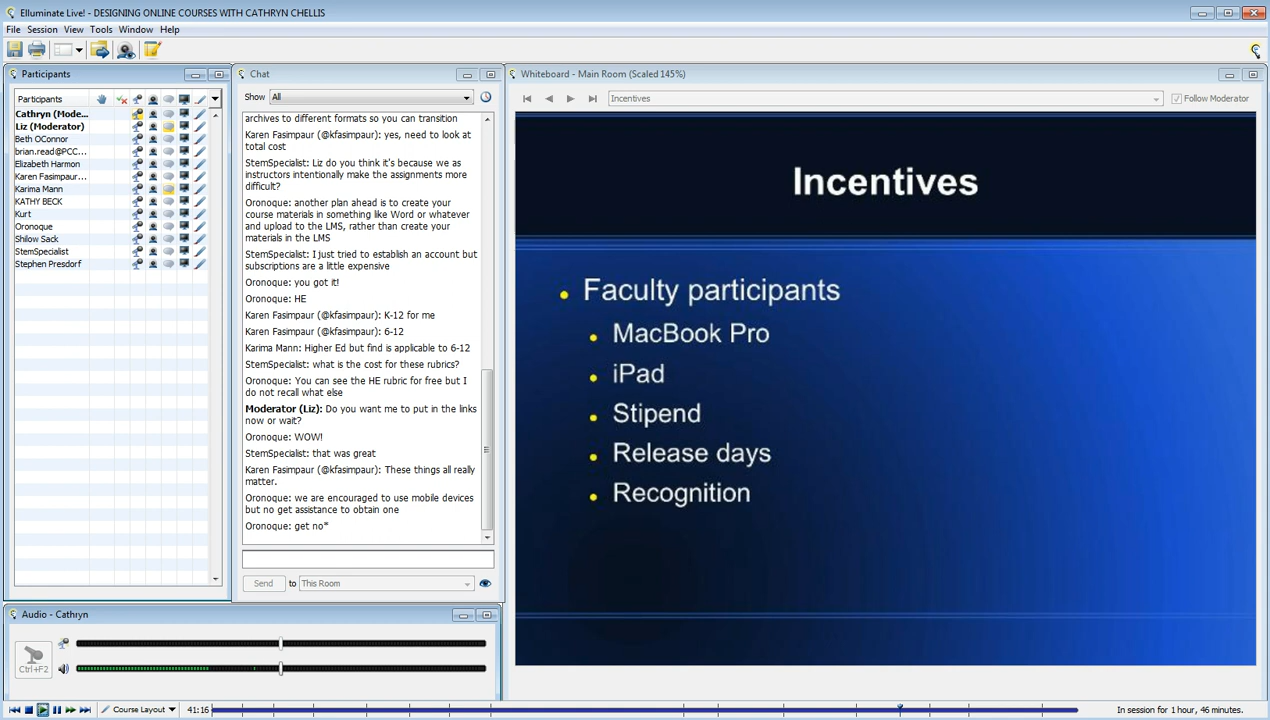 Elluminate Live! - DESIGNING ONLINE COURSES WITH CATHRYN CHELLIS
File Session View Tools Window Help
Participants
Participants
Cathryn (Mode...
Liz (Moderator)
Beth OConnor
brian.read@PCC...
Elizabeth Harmon
Karen Fasimpaur...
Karima Mann
KATHY BECK
Kurt
Oronoque
Shilow Sack
StemSpecialist
Stephen Presdorf
Chat
Show All
archives to different formats so you can transition
Karen Fasimpaur (@kfasimpaur): yes, need to look at
total cost
StemSpecialist: Liz do you think it's because we as
instructors intentionally make the assignments more
difficult?
Oronoque: another plan ahead is to create your
course materials in something like Word or whatever
and upload to the LMS, rather than create your
materials in the LMS
StemSpecialist: I just tried to establish an account but
subscriptions are a little expensive
Oronoque: you got it!
Oronoque: HE
Karen Fasimpaur (@kfasimpaur): K-12 for me
Karen Fasimpaur (@kfasimpaur): 6-12
Karima Mann: Higher Ed but find is applicable to 6-12
StemSpecialist: what is the cost for these rubrics?
Oronoque: You can see the HE rubric for free but I
do not recall what else
Moderator (Liz): Do you want me to put in the links
now or wait?
Oronoque: WOW!
StemSpecialist: that was great
Karen Fasimpaur (@kfasimpaur): These things all really
matter.
Oronoque: we are encouraged to use mobile devices
but no get assistance to obtain one
Oronoque: get no*
Send to This Room
Whiteboard - Main Room (Scaled 145%)
Incentives
Follow Moderator
Incentives
Faculty participants
MacBook Pro
iPad
Stipend
Release days
Recognition
Audio - Cathryn
Ctrl+F2
Course Layout
41:16
In session for 1 hour, 46 minutes.